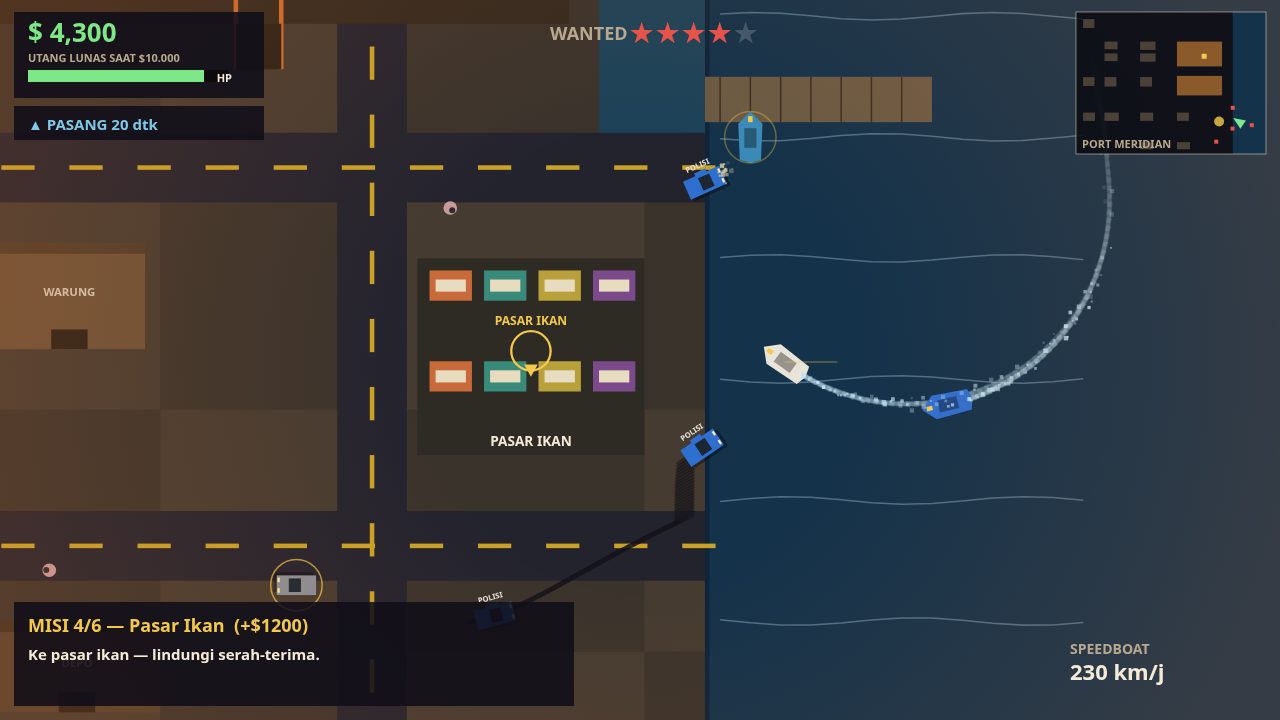 $ 4,300
UTANG LUNAS SAAT $10.000
HP
▲ PASANG 20 dtk
WANTED ★★★★★
PORT MERIDIAN
POLISI
WARUNG
PASAR IKAN
PASAR IKAN
POLISI
POLISI
MISI 4/6 — Pasar Ikan (+$1200)
Ke pasar ikan — lindungi serah-terima.
SPEEDBOAT
230 km/j